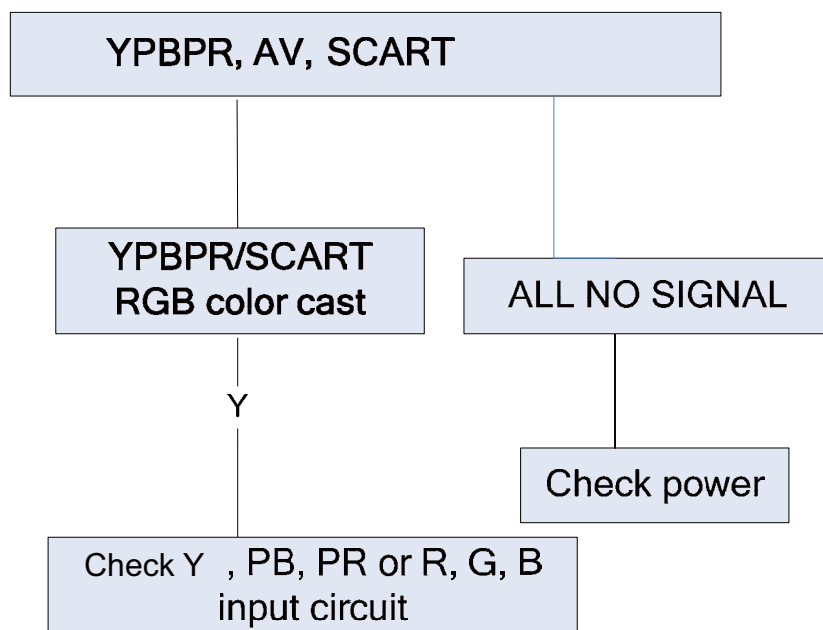 YPBPR, AV, SCART
YPBPR/SCART
RGB color cast
ALL NO SIGNAL
Y
Check power
Check Y , PB, PR or R, G, B
input circuit